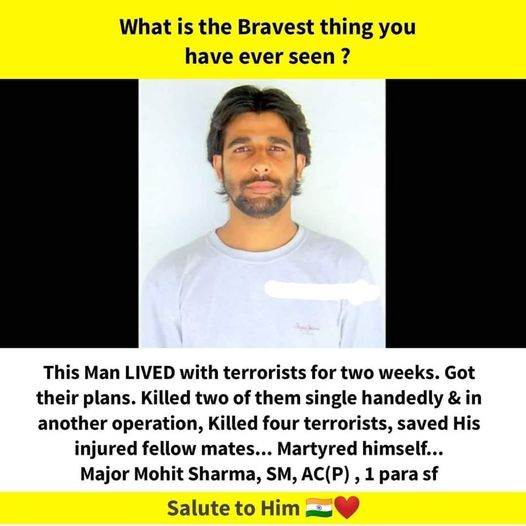 What is the Bravest thing you
have ever seen ?
This Man LIVED with terrorists for two weeks. Got
their plans. Killed two of them single handedly & in
another operation, Killed four terrorists, saved His
injured fellow mates... Martyred himself...
Major Mohit Sharma, SM, AC(P) , 1 para sf
Salute to Him 🇮🇳❤️